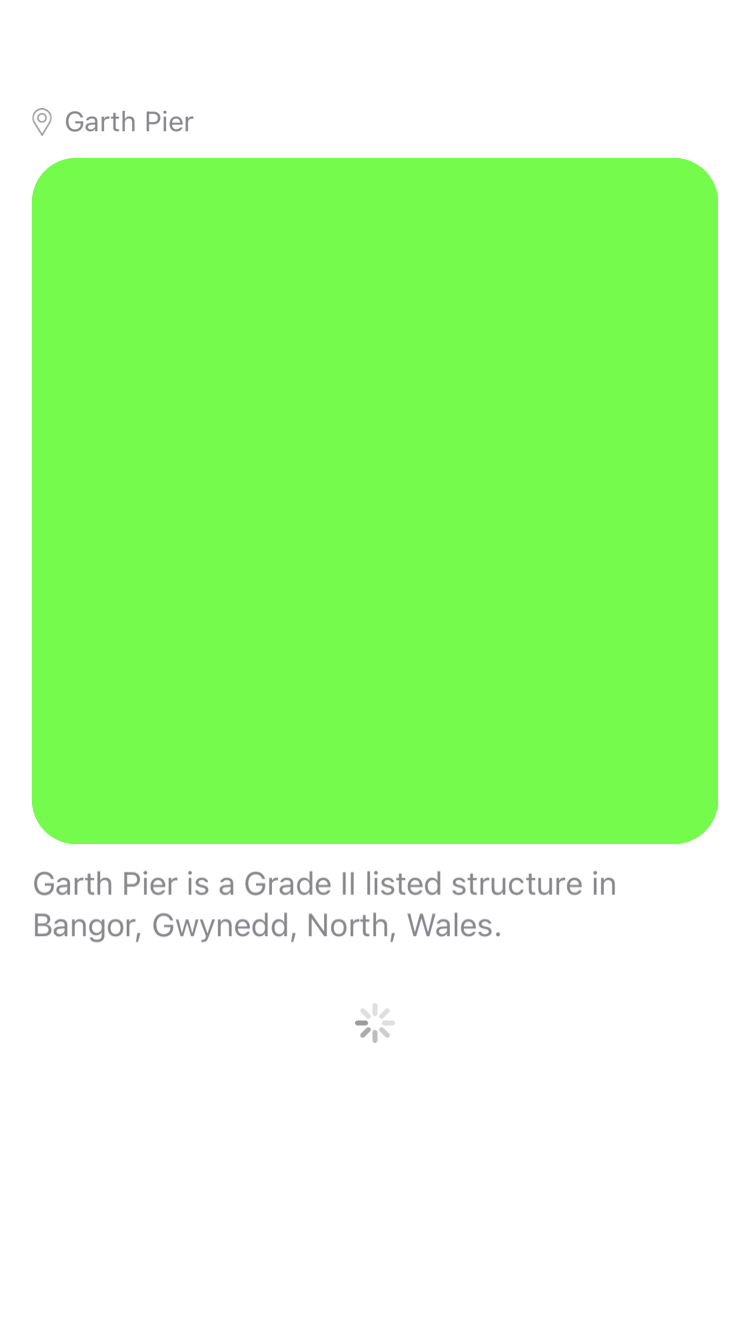 Garth Pier
Garth Pier is a Grade II listed structure in
Bangor, Gwynedd, North, Wales.